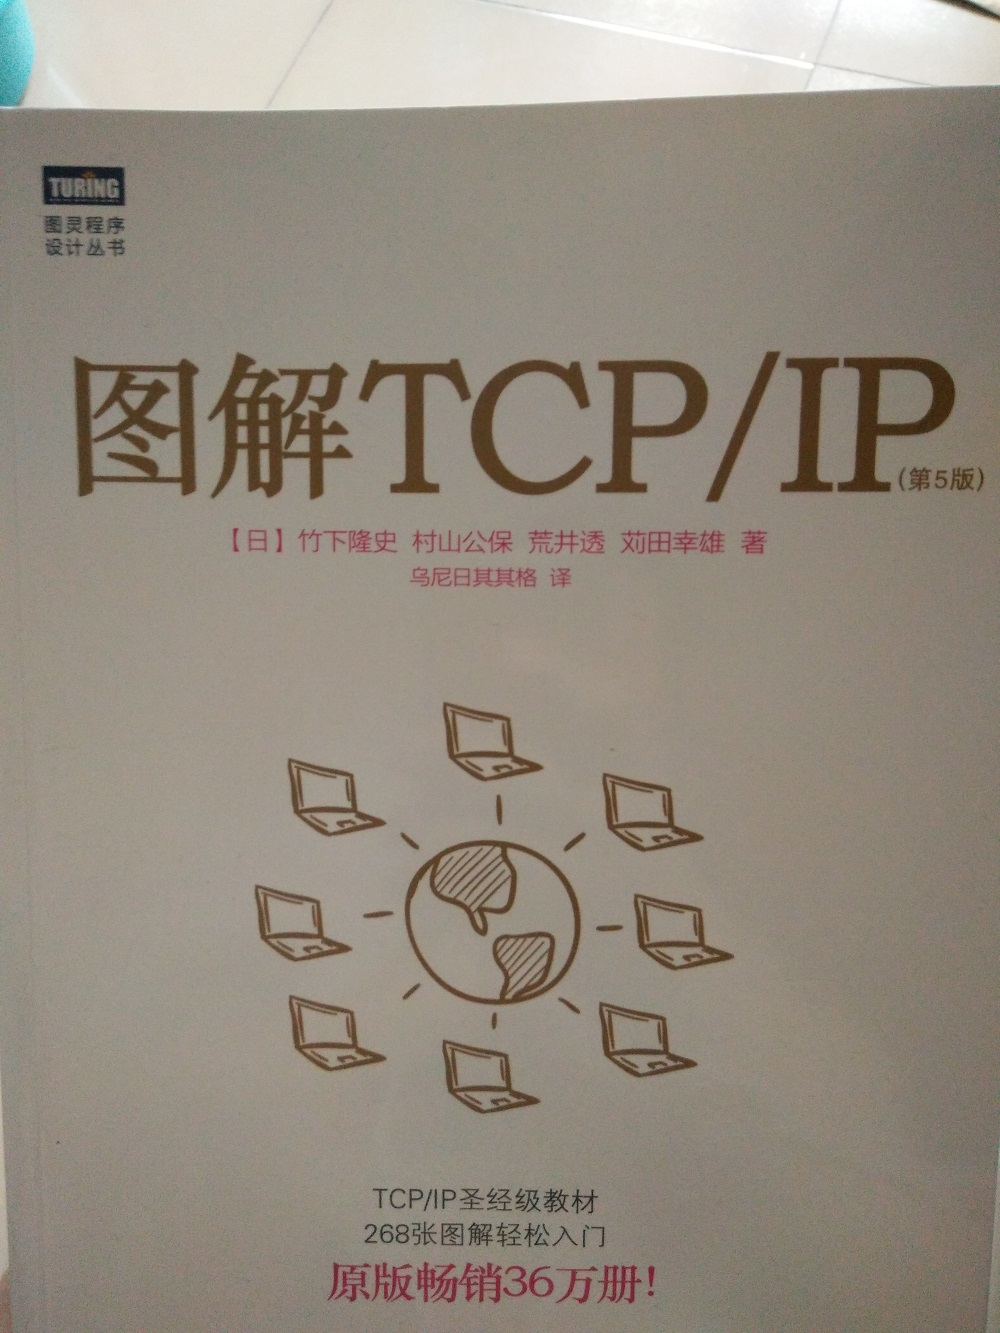 TURING
图灵程序
设计丛书
图解TCP/IP(第5版)
【日】竹下隆史 村山公保 荒井透 苅田幸雄 著
乌尼日其其格 译
TCP/IP圣经级教材
268张图解轻松入门
原版畅销36万册!